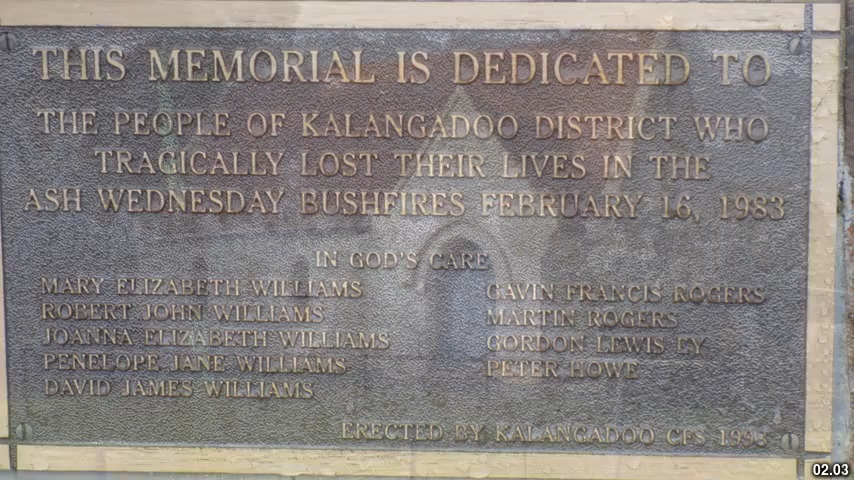 THIS MEMORIAL IS DEDICATED TO
THE PEOPLE OF KALANGADOO DISTRICT WHO
TRAGICALLY LOST THEIR LIVES IN THE
ASH WEDNESDAY BUSHFIRES FEBRUARY 16, 1983
IN GOD'S CARE
MARY ELIZABETH WILLIAMS
ROBERT JOHN WILLIAMS
JOANNA ELIZABETH WILLIAMS
PENELOPE JANE WILLIAMS
DAVID JAMES WILLIAMS
GAVIN FRANCIS ROGERS
MARTIN ROGERS
GORDON LEWIS EY
PETER HOWE
ERECTED BY KALANGADOO CFS
02.03